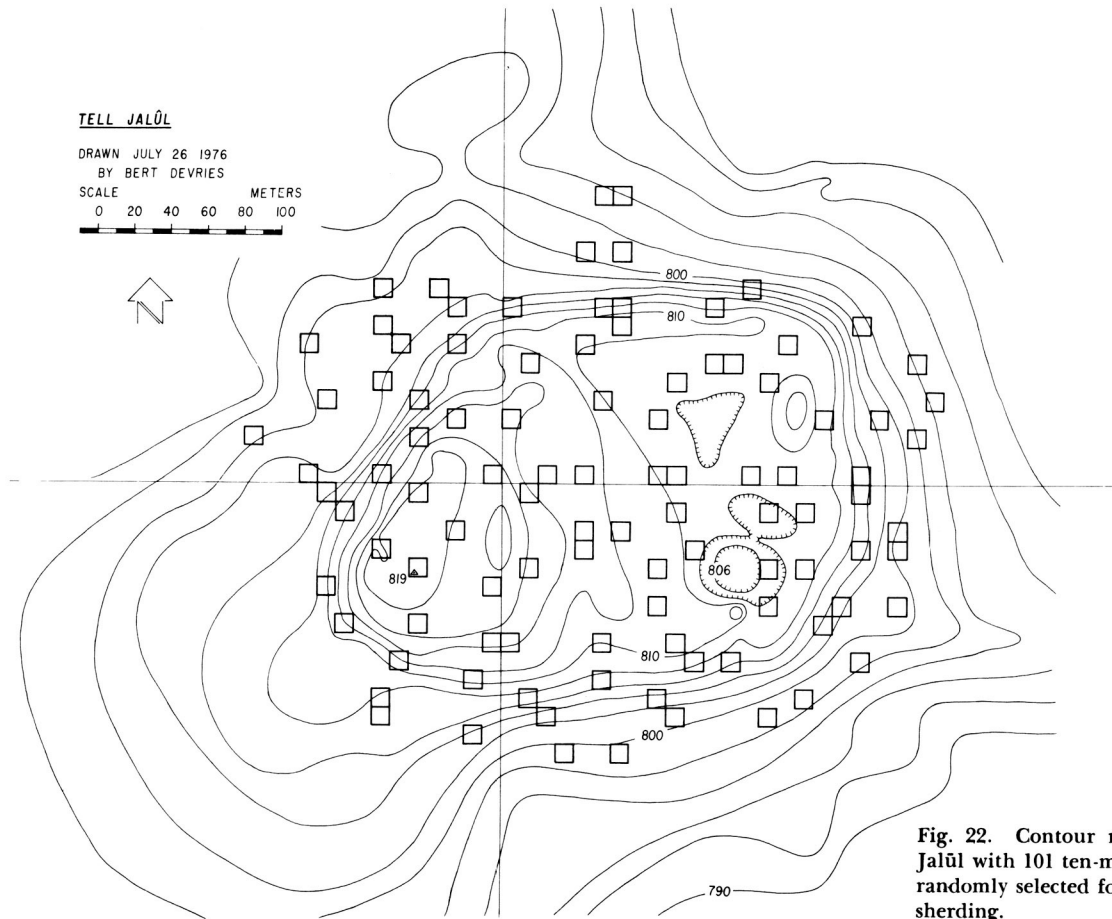 TELL JALÛL
DRAWN JULY 26 1976
BY BERT DEVRIES
SCALE METERS
0 20 40 60 80 100
N
800
810
819
806
810
800
790
Fig. 22. Contour
Jalūl with 101 ten-m
randomly selected fo
sherding.